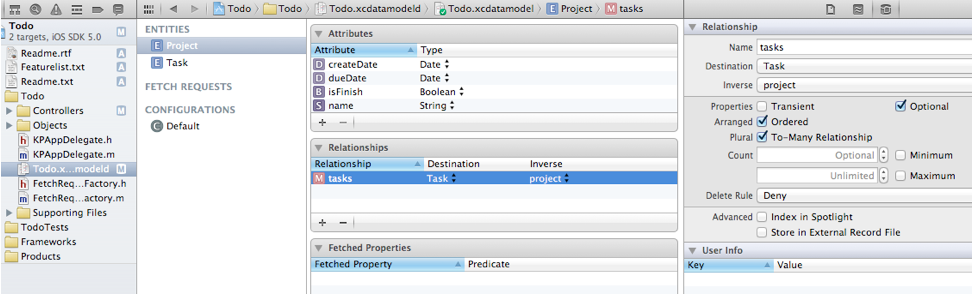 Todo
2 targets, iOS SDK 5.0
Readme.rtf A
Featurelist.txt A
Readme.txt A
Todo
Controllers M
Objects
KPAppDelegate.h
KPAppDelegate.m
Todo.x...modeld M
FetchReq...Factory.h
FetchReq...actory.m
Supporting Files
TodoTests
Frameworks
Products
Todo Todo Todo.xcdatamodeld Todo.xcdatamodel E Project M tasks
ENTITIES
E Project
E Task
FETCH REQUESTS
CONFIGURATIONS
C Default
Attributes
Attribute Type
D createDate Date
D dueDate Date
B isFinish Boolean
S name String
+ −
Relationships
Relationship Destination Inverse
M tasks Task project
+ −
Fetched Properties
Fetched Property Predicate
Relationship
Name tasks
Destination Task
Inverse project
Properties Transient Optional
Arranged Ordered
Plural To-Many Relationship
Count Optional Minimum
Unlimited Maximum
Delete Rule Deny
Advanced Index in Spotlight
Store in External Record File
User Info
Key Value